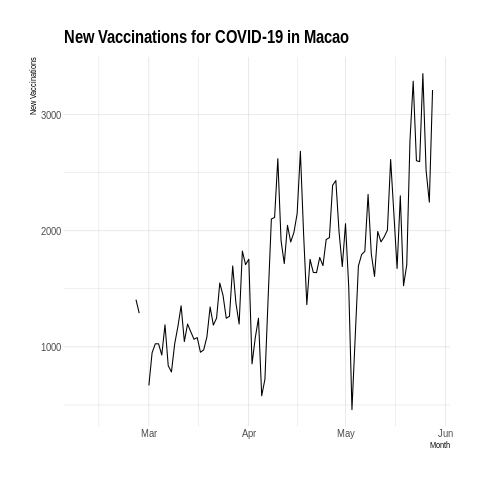 New Vaccinations for COVID-19 in Macao
New Vaccinations
3000
2000
1000
Mar Apr May Jun
Month